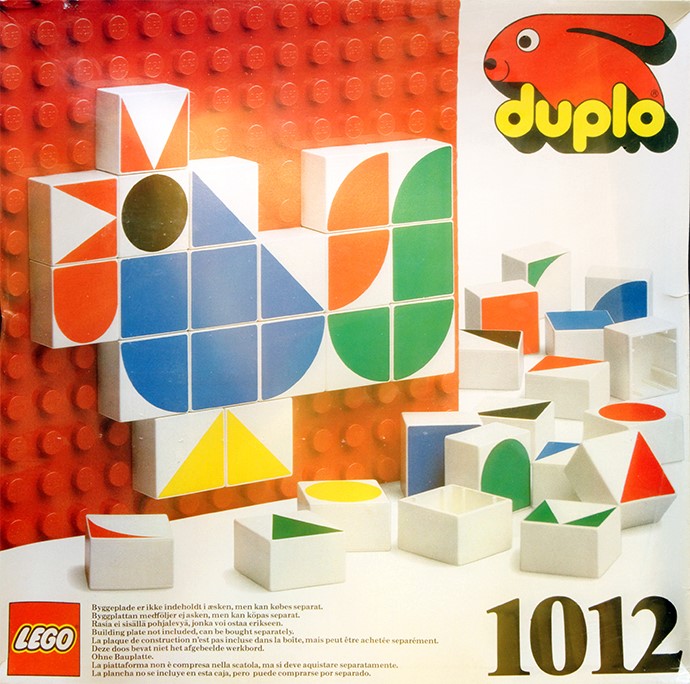 duplo®
LEGO
Byggeplade er ikke indeholdt i æsken, men kan købes separat.
Byggplattan medföljer ej asken, men kan köpas separat.
Rasia ei sisällä pohjalevyä, jonka voi ostaa erikseen.
Building plate not included, can be bought separately.
La plaque de construction n'est pas incluse dans la boîte, mais peut être achetée separément.
Deze doos bevat niet het afgebeelde werkbord.
Ohne Bauplatte.
La piattaforma non è compresa nella scatola, ma si deve aquistare separatamente.
La plancha no se incluye en esta caja, pero puede comprarse por separado.
1012